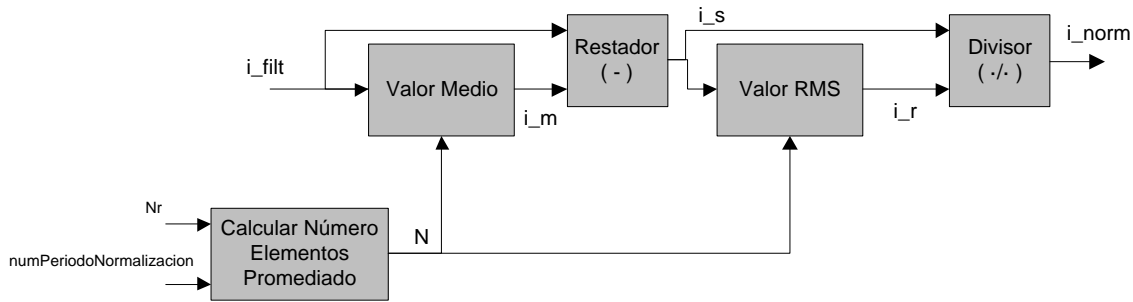 i_s
i_norm
Restador
( - )
Divisor
( ·/· )
i_filt
Valor Medio
Valor RMS
i_m
i_r
Nr
Calcular Número
Elementos
Promediado
N
numPeriodoNormalizacion